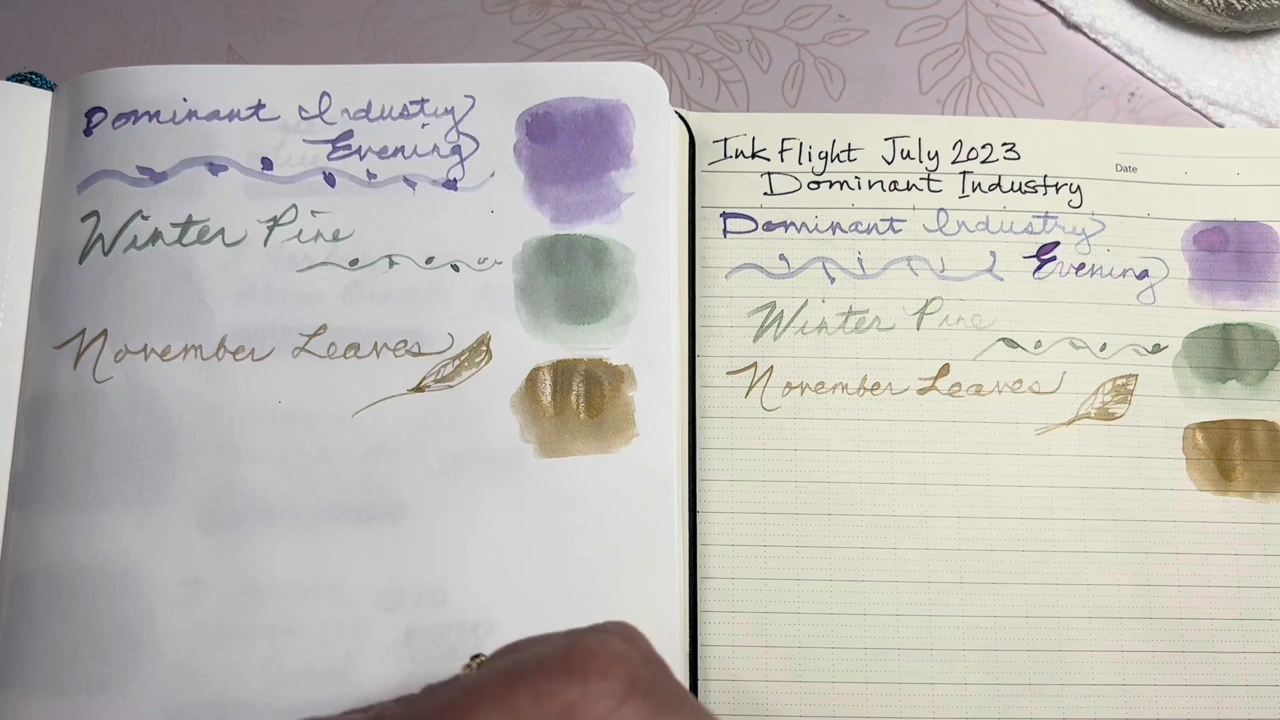 Dominant Industry
Evening
Winter Pine
November Leaves
Ink Flight July 2023
Date
Dominant Industry
Dominant Industry
Evening
Winter Pine
November Leaves